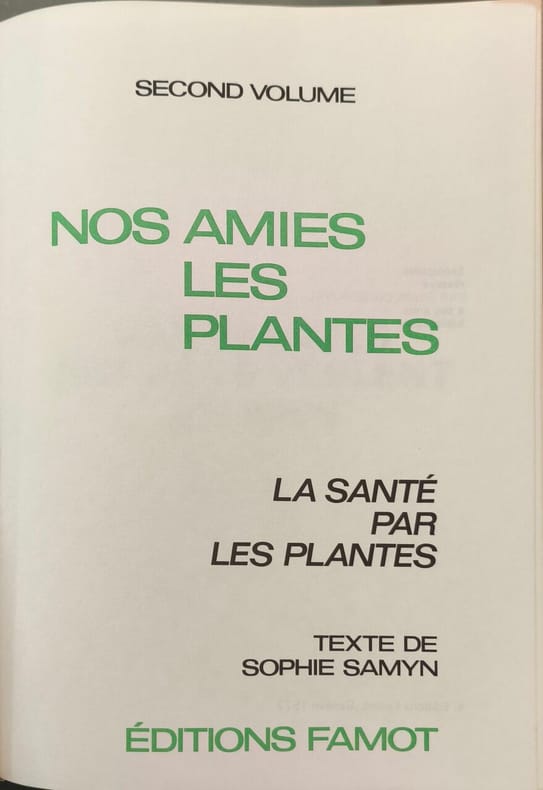 SECOND VOLUME
NOS AMIES
LES
PLANTES
LA SANTÉ
PAR
LES PLANTES
TEXTE DE
SOPHIE SAMYN
ÉDITIONS FAMOT